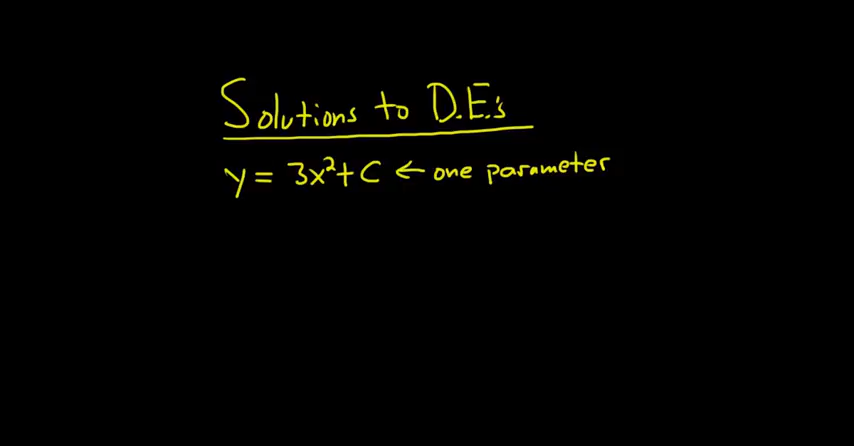 Solutions to D.E.'s
y = 3x² + C ← one parameter